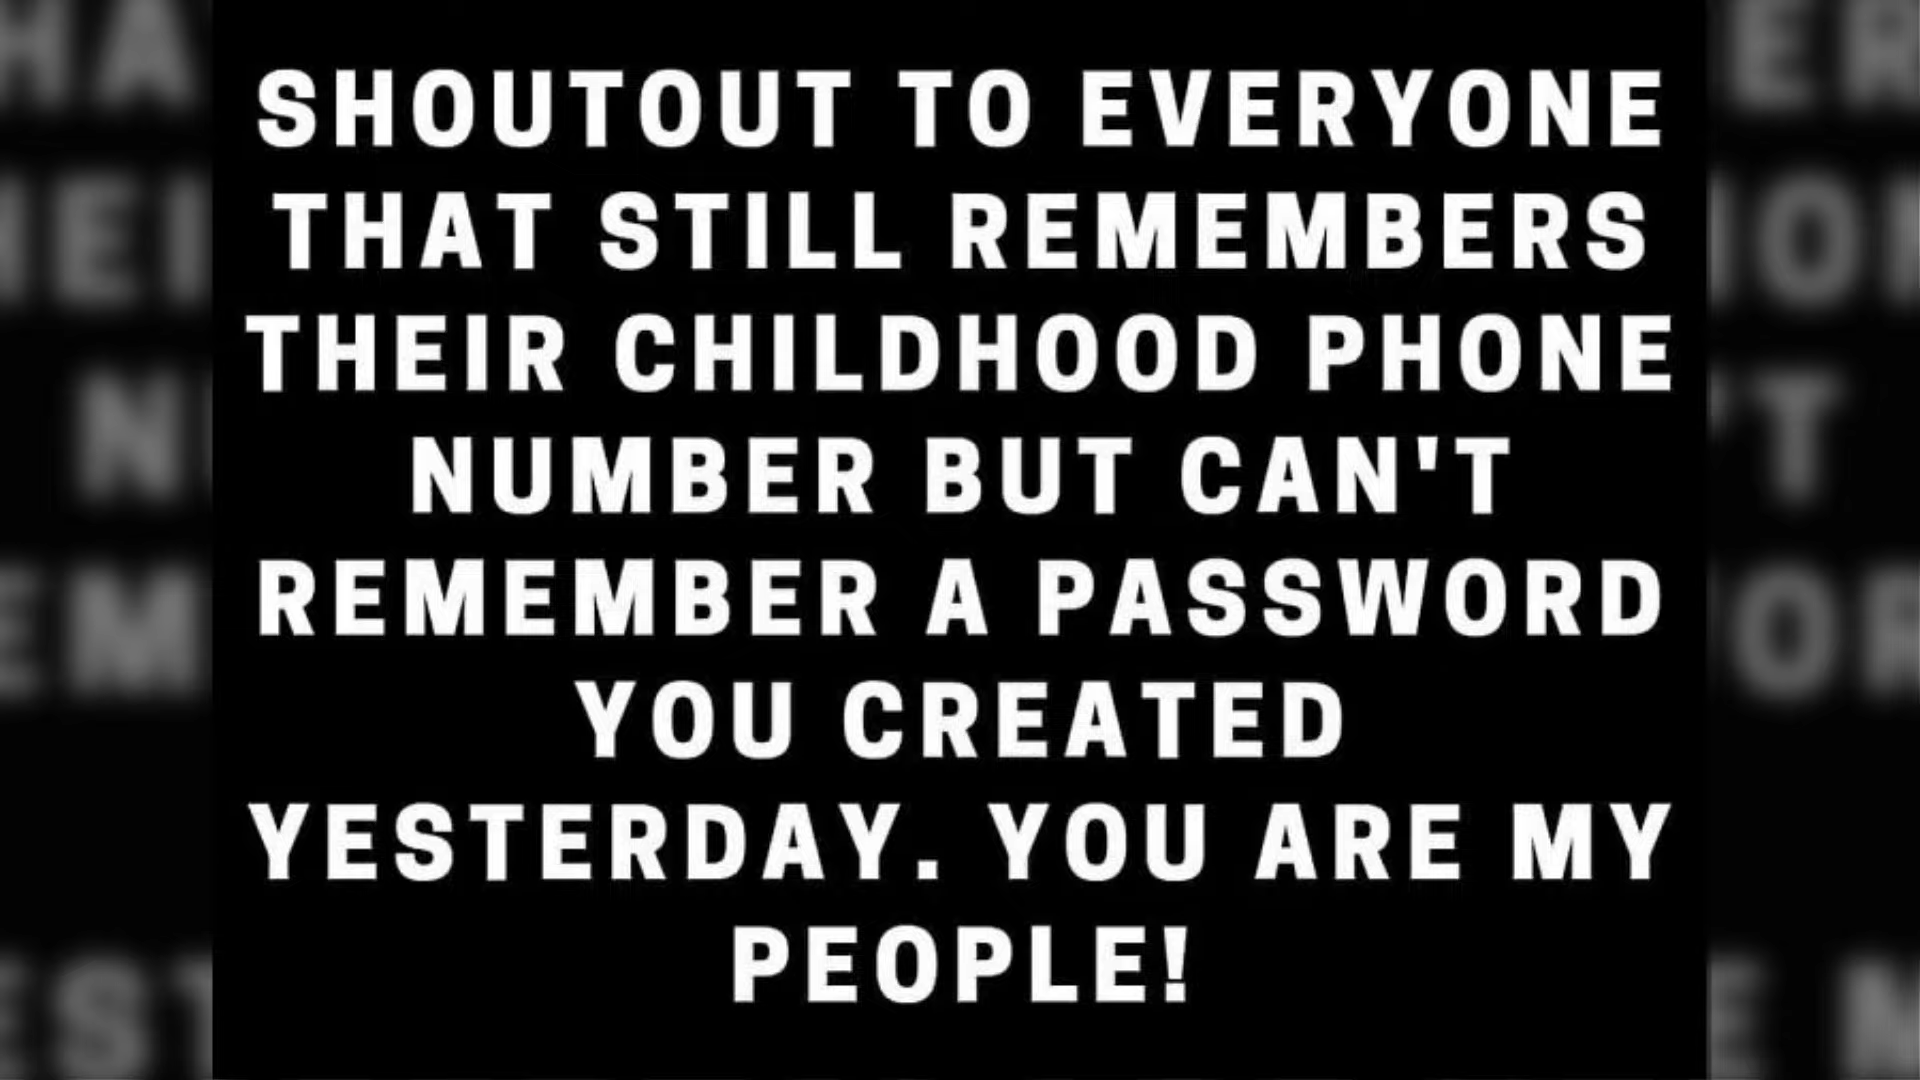 SHOUTOUT TO EVERYONE
THAT STILL REMEMBERS
THEIR CHILDHOOD PHONE
NUMBER BUT CAN'T
REMEMBER A PASSWORD
YOU CREATED
YESTERDAY. YOU ARE MY
PEOPLE!